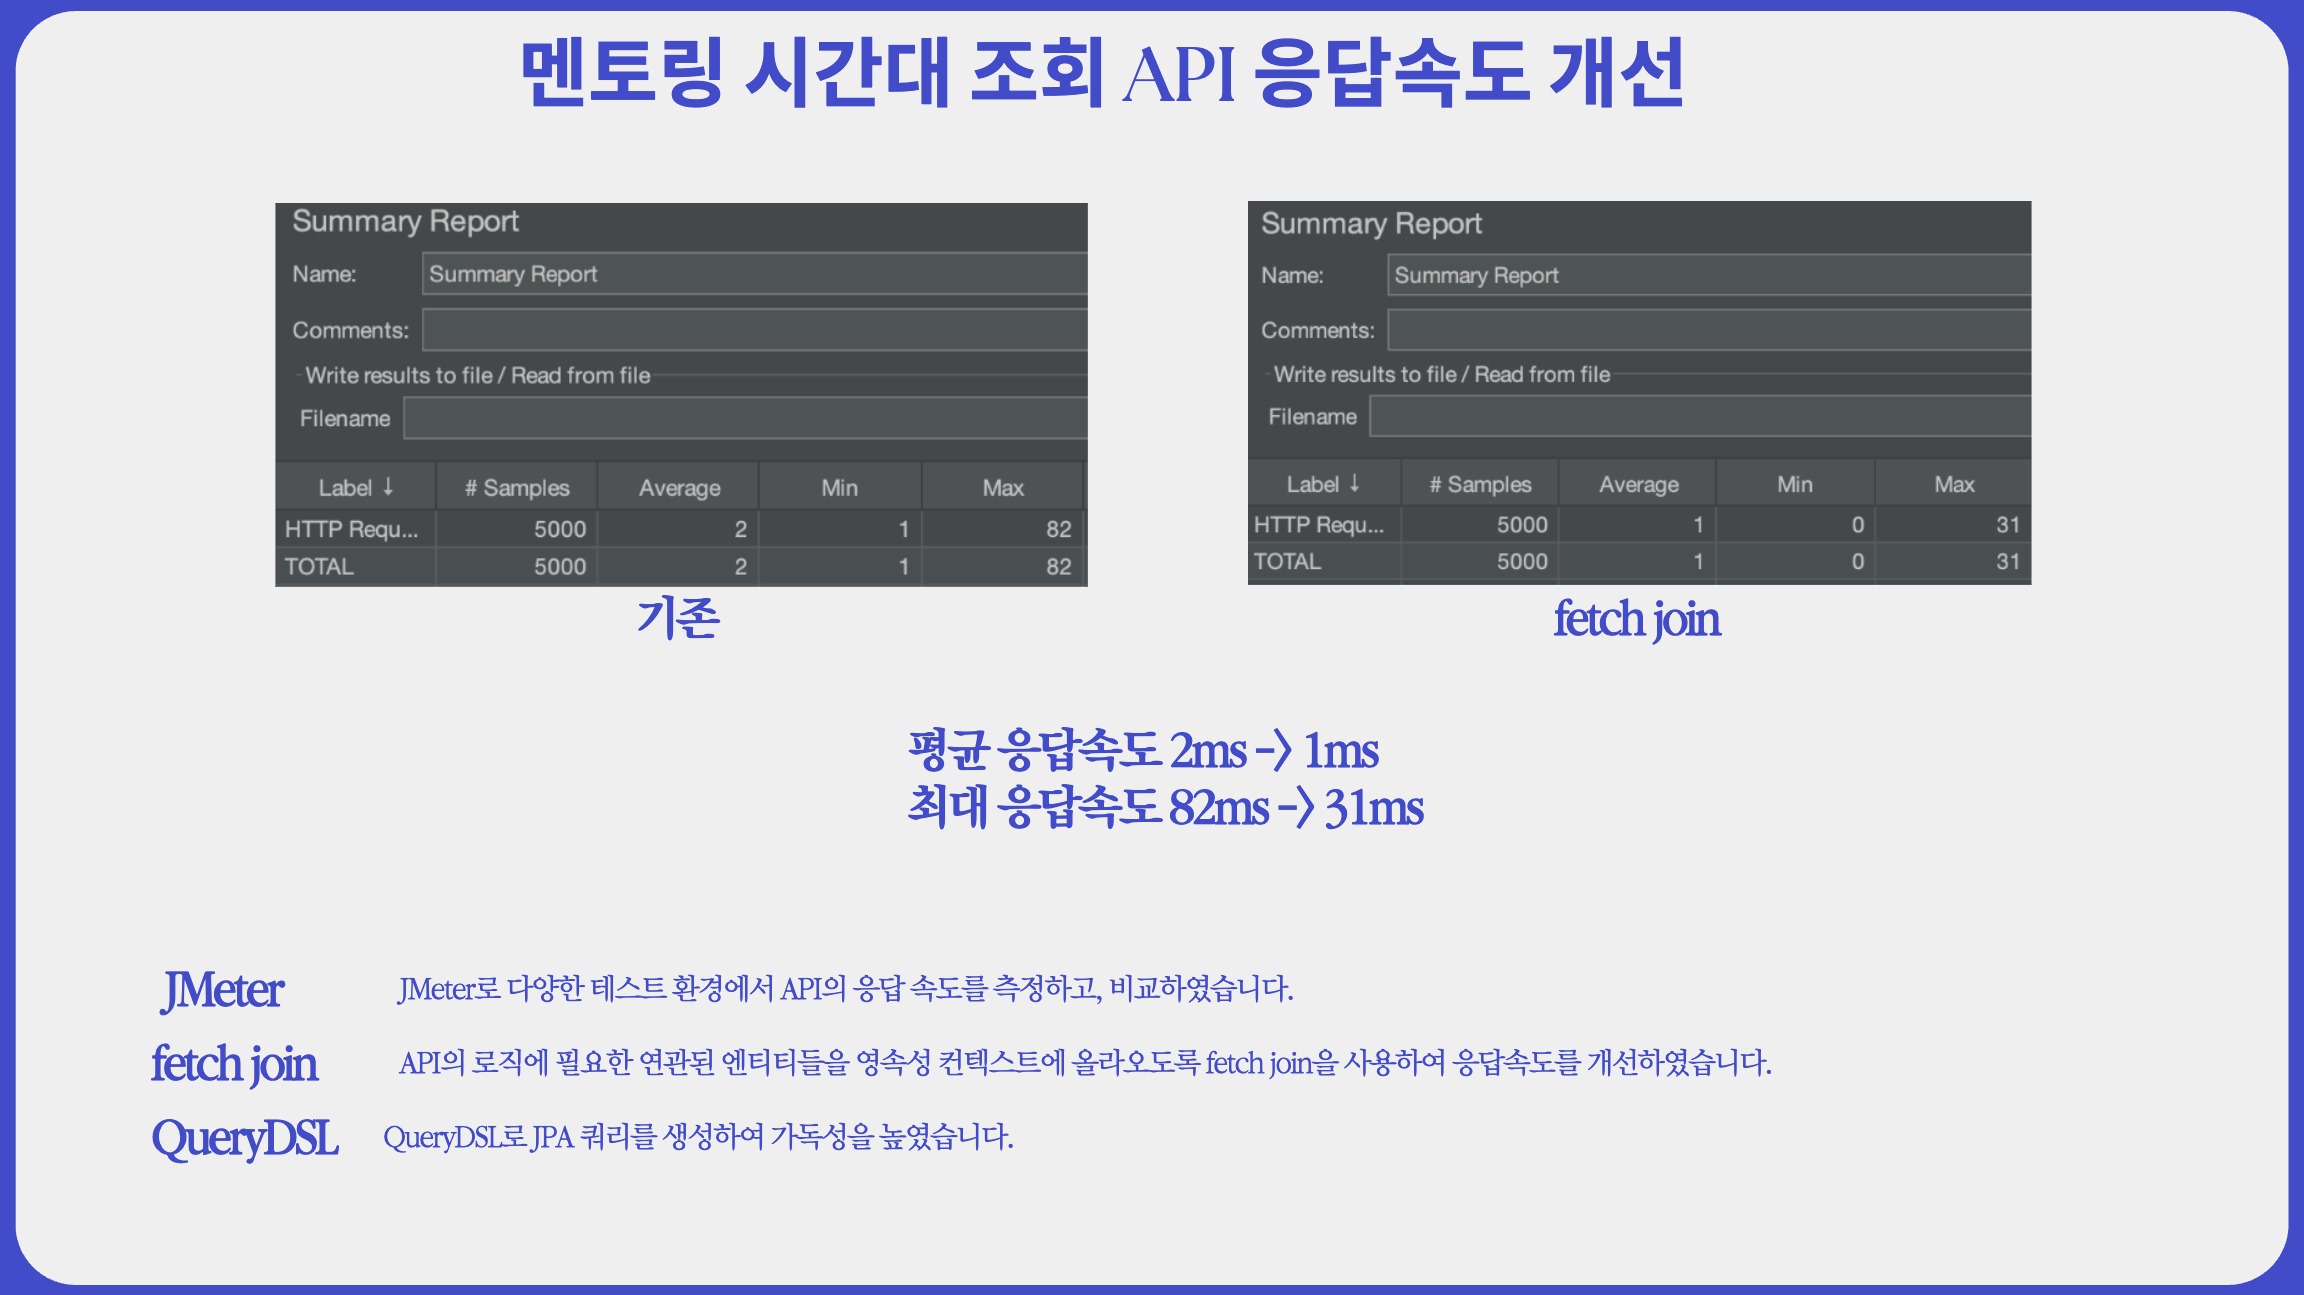 멘토링 시간대 조회 API 응답속도 개선
Summary Report
Name: Summary Report
Comments:
Write results to file / Read from file
Filename
Label ↓ # Samples Average Min Max
HTTP Requ... 5000 2 1 82
TOTAL 5000 2 1 82
기존
Summary Report
Name: Summary Report
Comments:
Write results to file / Read from file
Filename
Label ↓ # Samples Average Min Max
HTTP Requ... 5000 1 0 31
TOTAL 5000 1 0 31
fetch join
평균 응답속도 2ms -> 1ms
최대 응답속도 82ms -> 31ms
JMeter JMeter로 다양한 테스트 환경에서 API의 응답 속도를 측정하고, 비교하였습니다.
fetch join API의 로직에 필요한 연관된 엔티티들을 영속성 컨텍스트에 올라오도록 fetch join을 사용하여 응답속도를 개선하였습니다.
QueryDSL QueryDSL로 JPA 쿼리를 생성하여 가독성을 높였습니다.